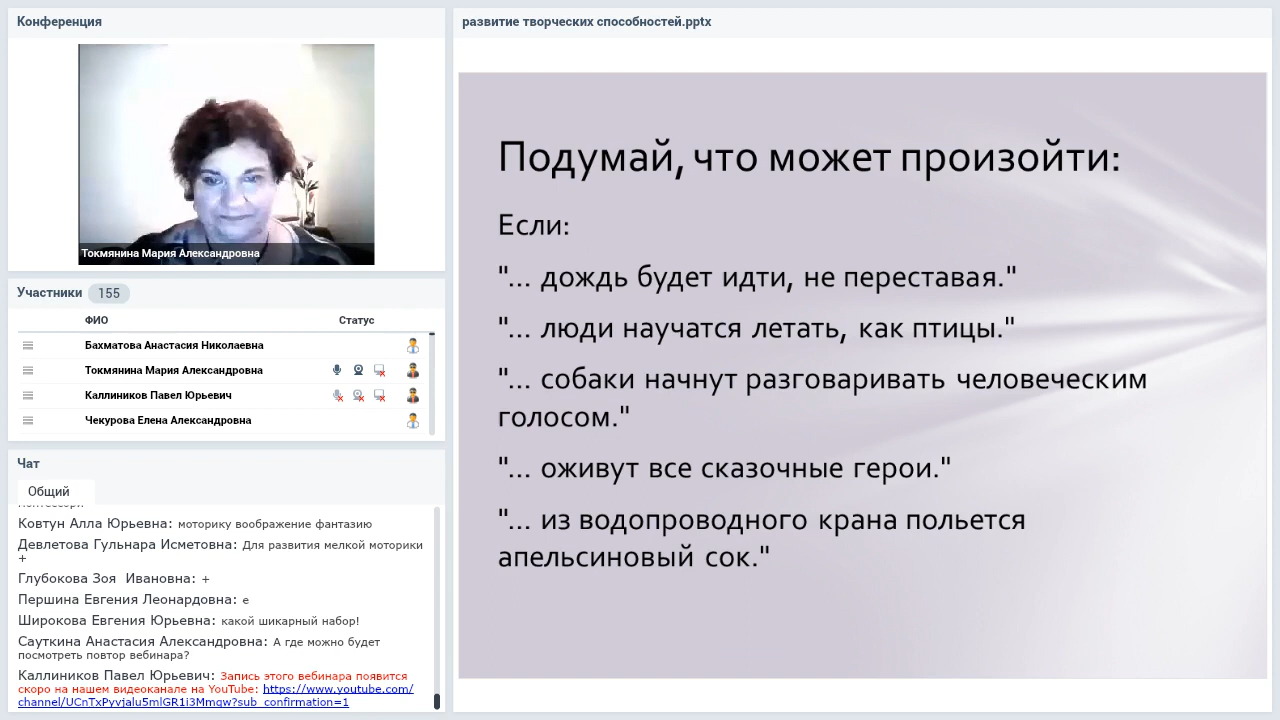 Конференция
Токмянина Мария Александровна
Участники 155
ФИО Статус
Бахматова Анастасия Николаевна
Токмянина Мария Александровна
Каллиников Павел Юрьевич
Чекурова Елена Александровна
Чат
Общий
Ковтун Алла Юрьевна: моторику воображение фантазию
Девлетова Гульнара Исметовна: Для развития мелкой моторики
+
Глубокова Зоя Ивановна: +
Першина Евгения Леонардовна: е
Широкова Евгения Юрьевна: какой шикарный набор!
Сауткина Анастасия Александровна: А где можно будет
посмотреть повтор вебинара?
Каллиников Павел Юрьевич: Запись этого вебинара появится
скоро на нашем видеоканале на YouTube: https://www.youtube.com/
channel/UCnTxPyvjalu5mlGR1i3Mmqw?sub_confirmation=1
развитие творческих способностей.pptx
Подумай, что может произойти:
Если:
"... дождь будет идти, не переставая."
"... люди научатся летать, как птицы."
"... собаки начнут разговаривать человеческим
голосом."
"... оживут все сказочные герои."
"... из водопроводного крана польется
апельсиновый сок."